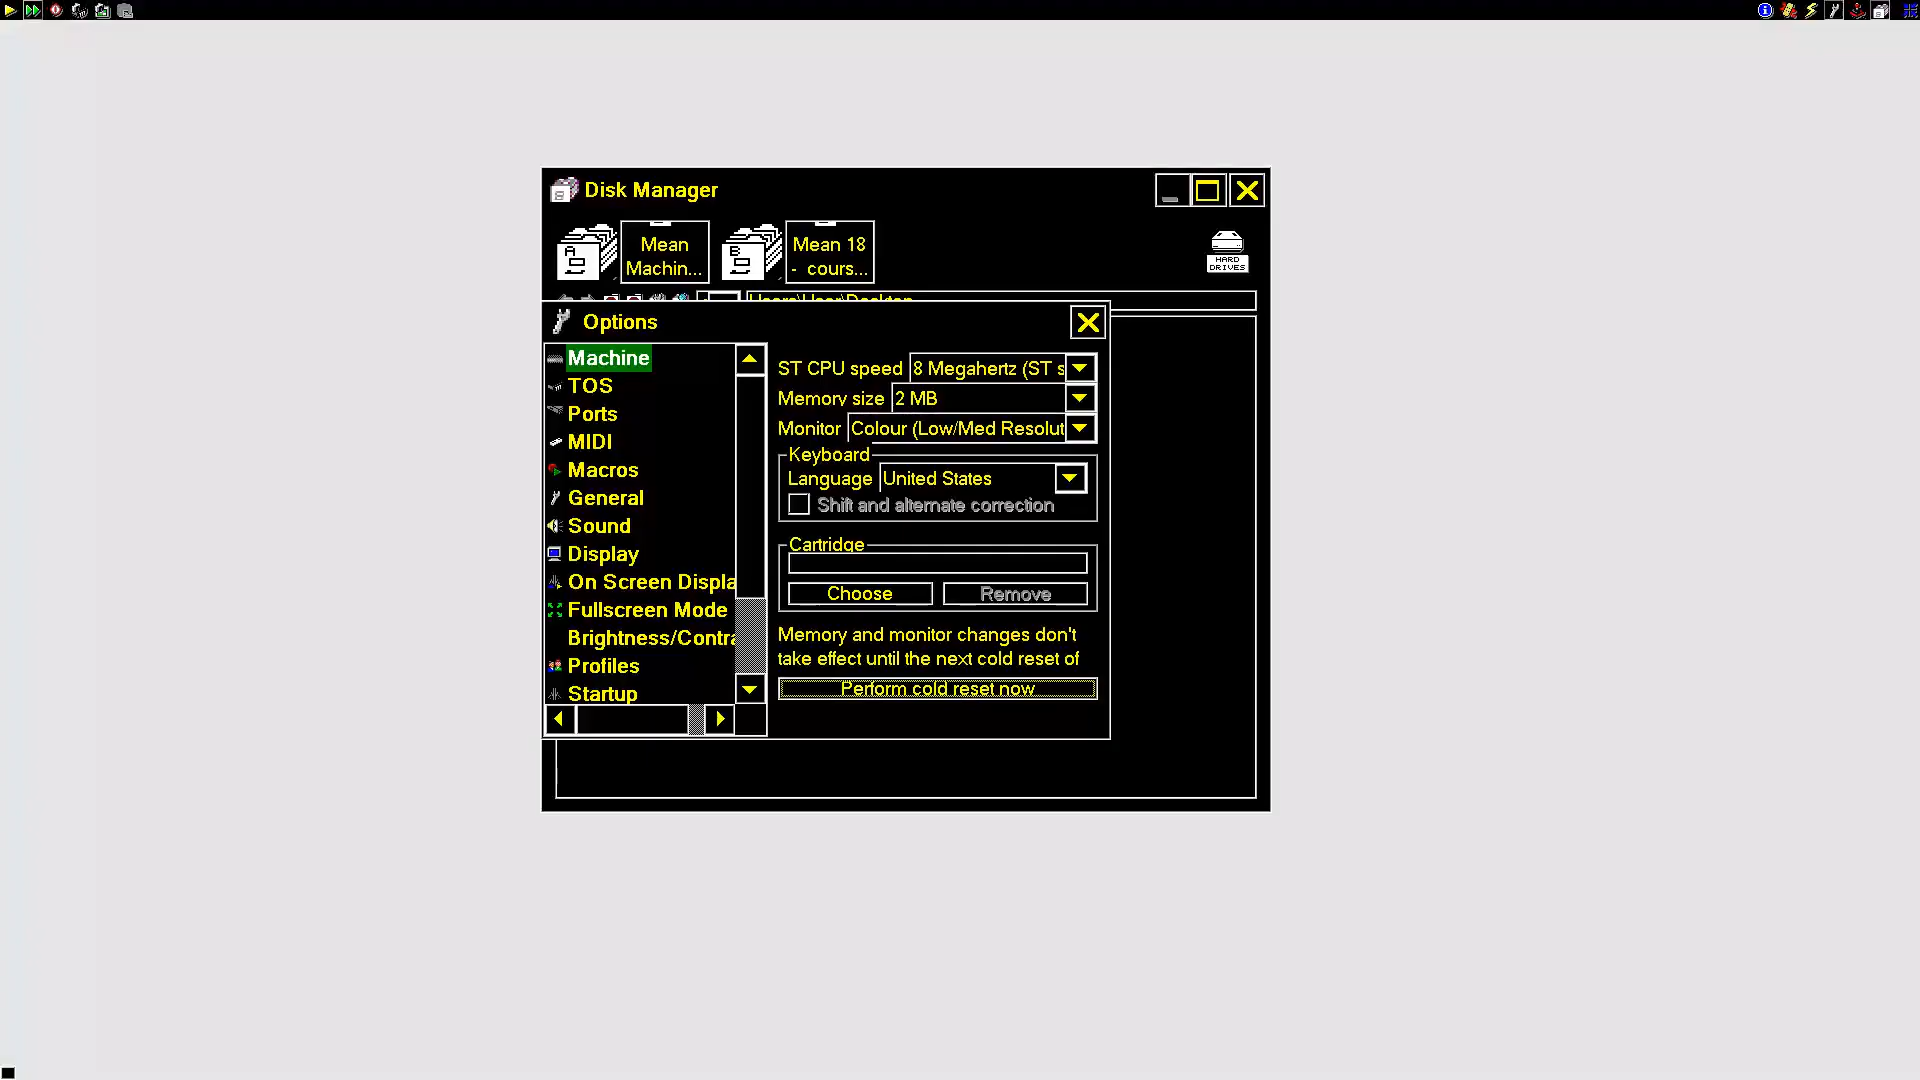 Disk Manager
A
Mean
Machin...
B
Mean 18
- cours...
HARD
DRIVES
Users\User\Desktop
Options
Machine
TOS
Ports
MIDI
Macros
General
Sound
Display
On Screen Displa
Fullscreen Mode
Brightness/Contra
Profiles
Startup
ST CPU speed 8 Megahertz (ST s
Memory size 2 MB
Monitor Colour (Low/Med Resolut
Keyboard
Language United States
Shift and alternate correction
Cartridge
Choose Remove
Memory and monitor changes don't
take effect until the next cold reset of
Perform cold reset now